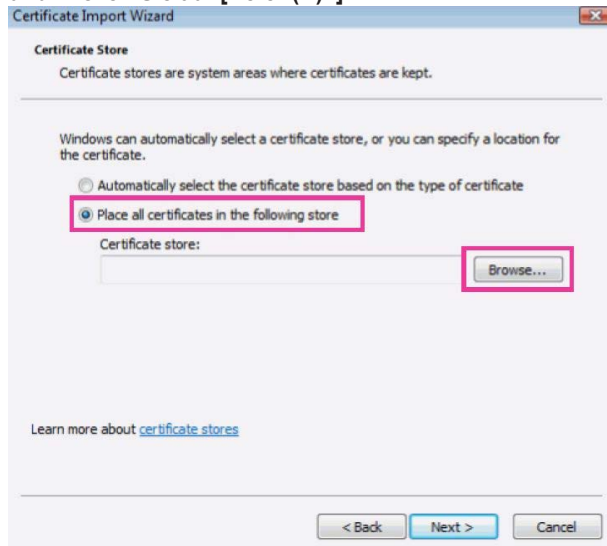 Certificate Import Wizard
Certificate Store
Certificate stores are system areas where certificates are kept.
Windows can automatically select a certificate store, or you can specify a location for
the certificate.
Automatically select the certificate store based on the type of certificate
Place all certificates in the following store
Certificate store:
Browse...
Learn more about certificate stores
< Back Next > Cancel